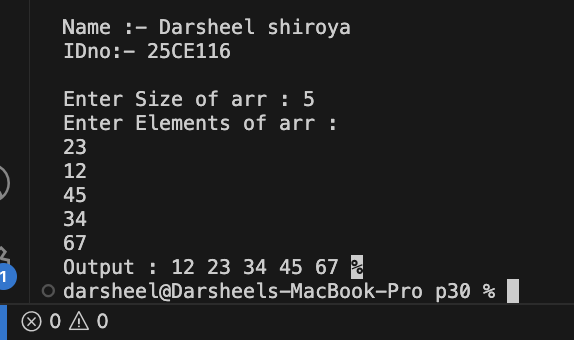 Name :- Darsheel shiroya
IDno:- 25CE116
Enter Size of arr : 5
Enter Elements of arr :
23
12
45
34
67
Output : 12 23 34 45 67 %
1
darsheel@Darsheels-MacBook-Pro p30 %
0 0